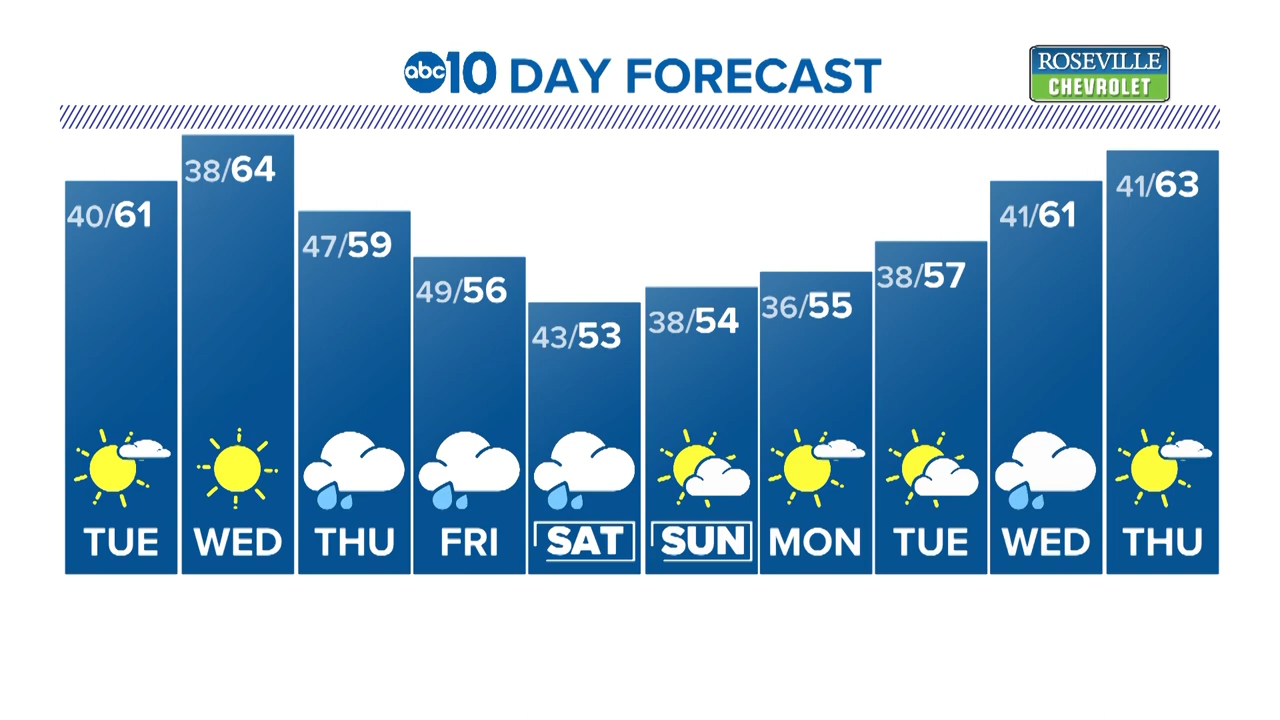 abc10 DAY FORECAST
ROSEVILLE
CHEVROLET
40/61
38/64
47/59
49/56
43/53
38/54
36/55
38/57
41/61
41/63
TUE
WED
THU
FRI
SAT
SUN
MON
TUE
WED
THU